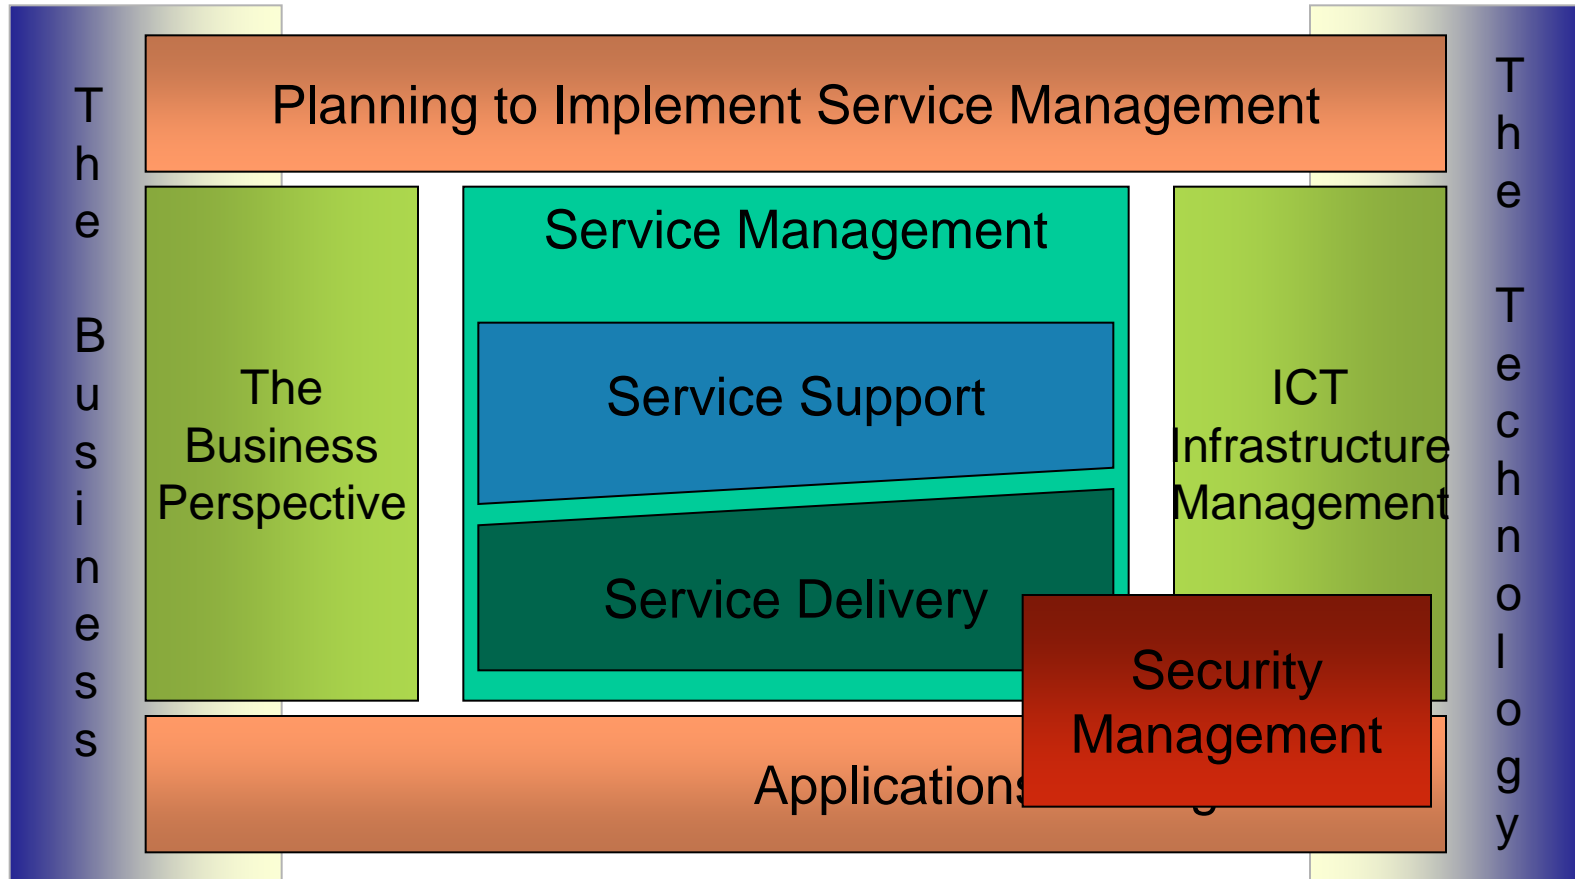 The Business
Planning to Implement Service Management
The Technology
The
Business
Perspective
Service Management
Service Support
Service Delivery
ICT
Infrastructure
Management
Security
Management
Applications